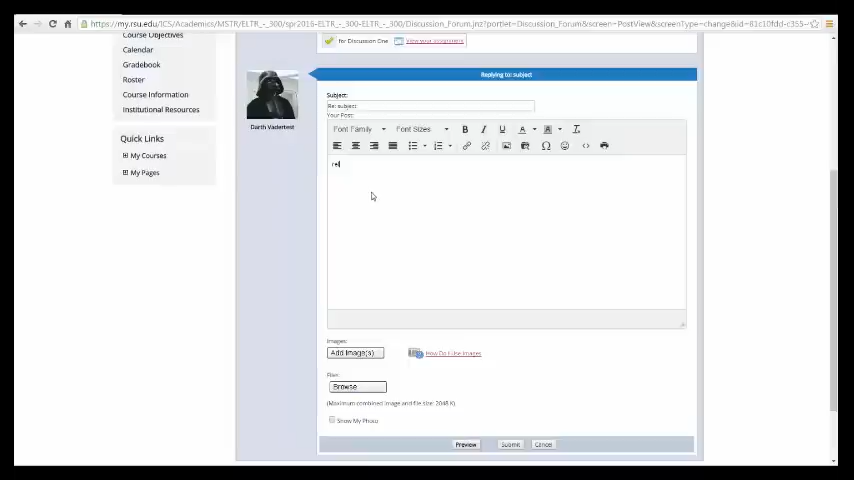 https://my.rsu.edu/ICS/Academics/MSTR/ELTR_-_300/spr2016-ELTR_-_300-ELTR_-_300/Discussion_Forum.jnz?portlet=Discussion_Forum&screen=PostView&screenType=change&id=
Course Objectives
for Discussion One
View your assignments
Calendar
Gradebook
Roster
Course Information
Institutional Resources
Quick Links
My Courses
My Pages
Darth Vadertest
Replying to: subject
Subject:
Re: subject
Your Post:
Font Family
Font Sizes
B I U A A
rel
Images:
Add Image(s)
How Do I Use Images
Files:
Browse
(Maximum combined image and file size: 2048 K)
Show My Photo
Preview
Submit
Cancel